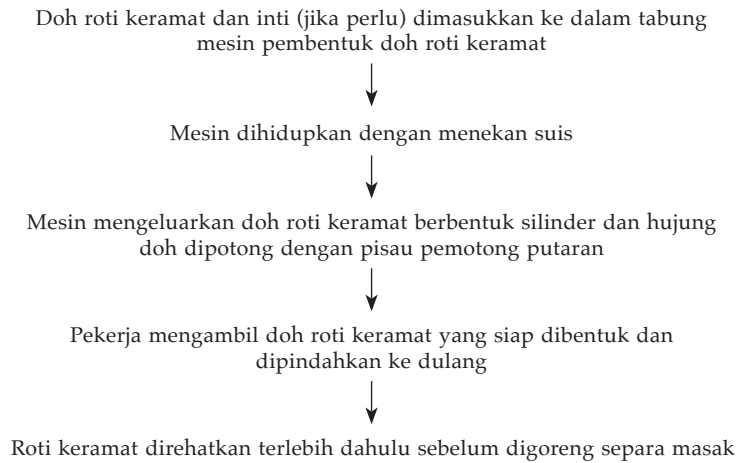 Doh roti keramat dan inti (jika perlu) dimasukkan ke dalam tabung
mesin pembentuk doh roti keramat
Mesin dihidupkan dengan menekan suis
Mesin mengeluarkan doh roti keramat berbentuk silinder dan hujung
doh dipotong dengan pisau pemotong putaran
Pekerja mengambil doh roti keramat yang siap dibentuk dan
dipindahkan ke dulang
Roti keramat direhatkan terlebih dahulu sebelum digoreng separa masak